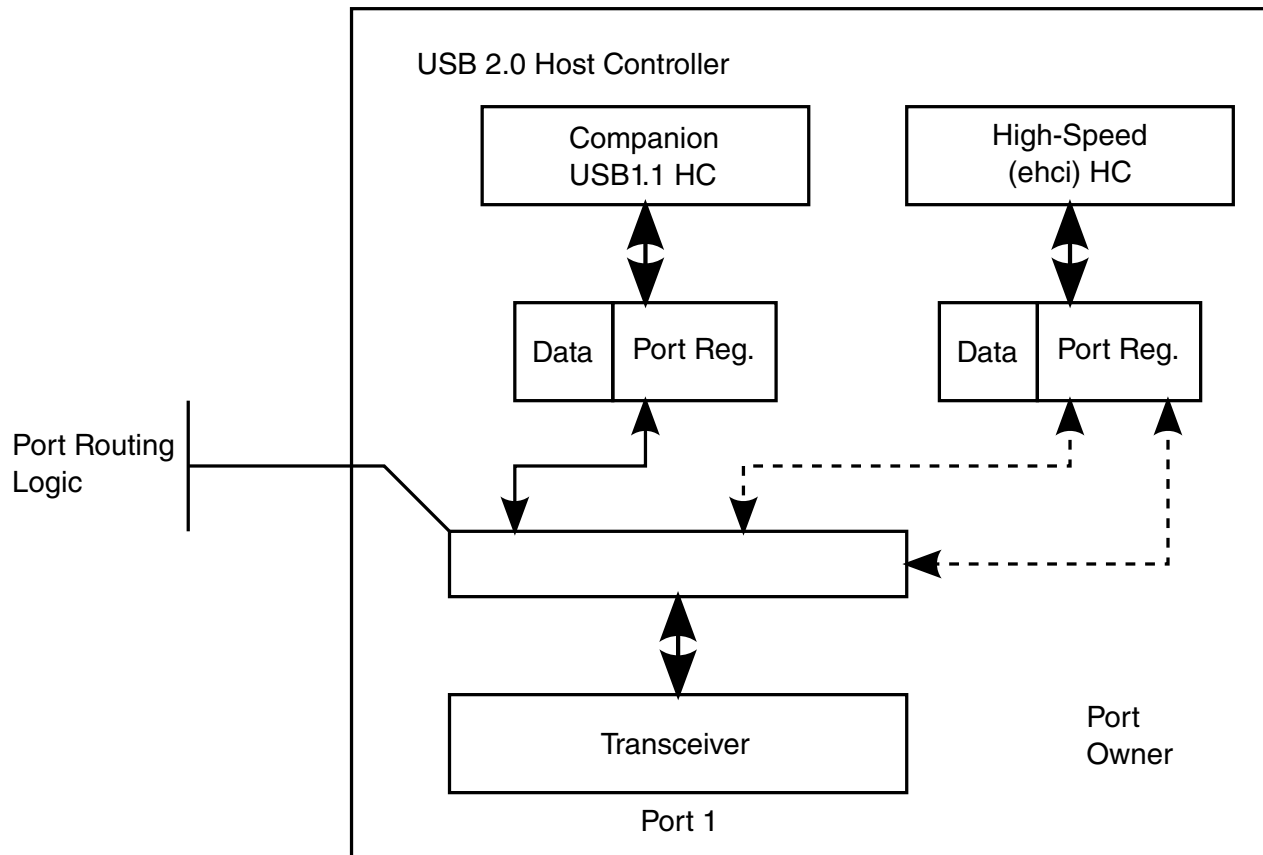 USB 2.0 Host Controller
Companion
USB1.1 HC
High-Speed
(ehci) HC
Data
Port Reg.
Data
Port Reg.
Port Routing
Logic
Transceiver
Port
Owner
Port 1